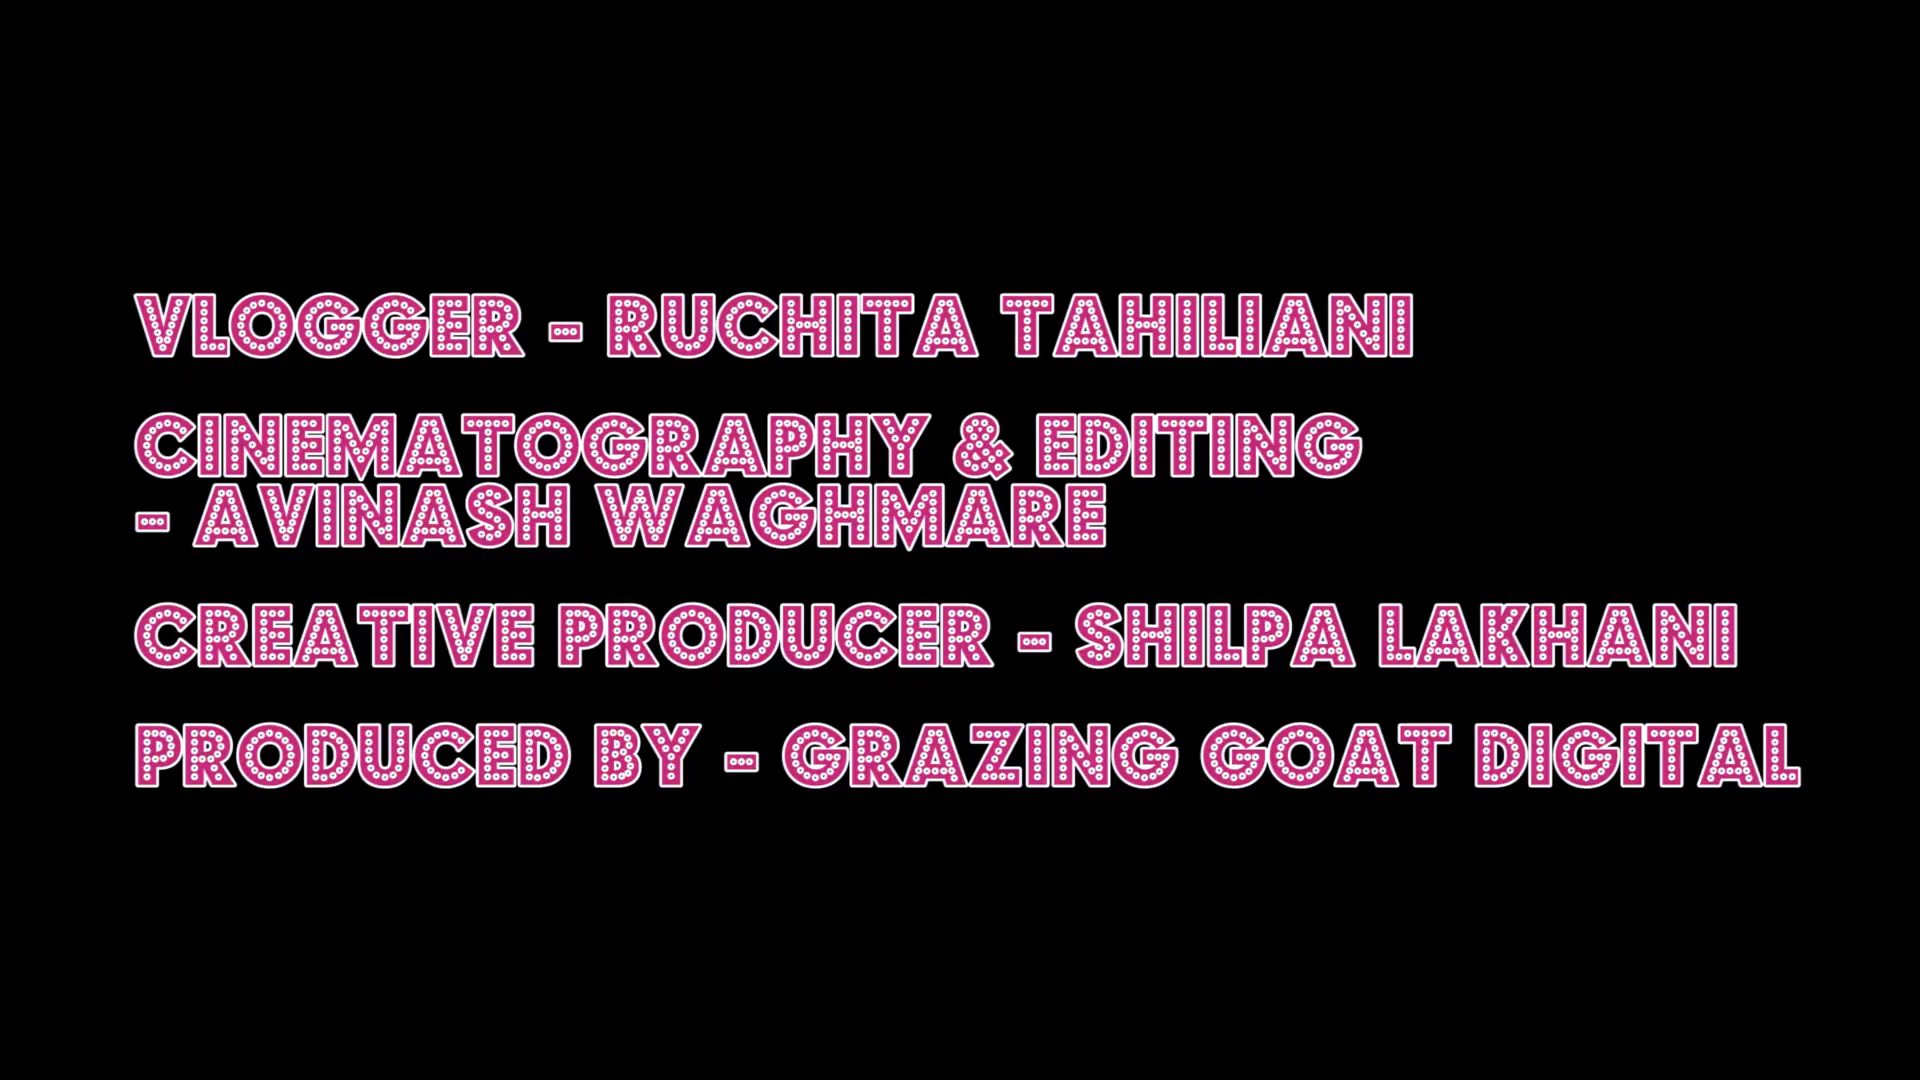 VLOGGER - RUCHITA TAHILIANI
CINEMATOGRAPHY & EDITING
- AVINASH WAGHMARE
CREATIVE PRODUCER - SHILPA LAKHANI
PRODUCED BY - GRAZING GOAT DIGITAL